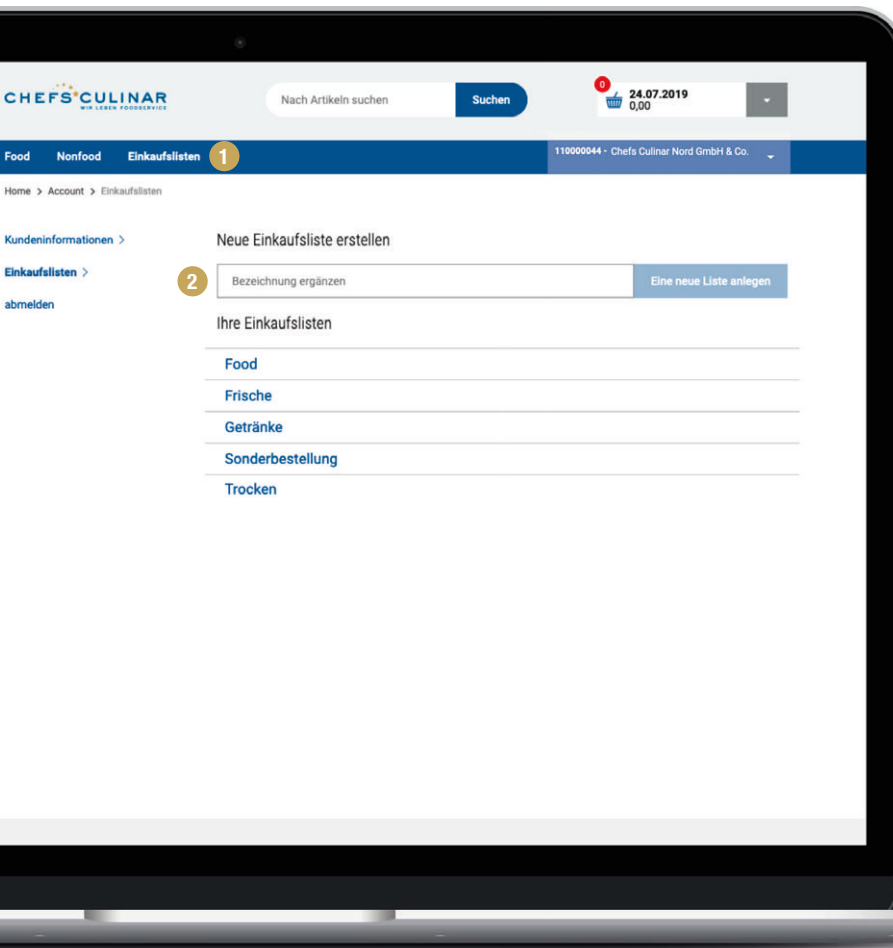 CHEFS CULINAR
WIR LEBEN FOODSERVICE
Nach Artikeln suchen
Suchen
0
24.07.2019
0,00
Food Nonfood Einkaufslisten 1
110000044 - Chefs Culinar Nord GmbH & Co.
Home > Account > Einkaufslisten
Kundeninformationen >
Einkaufslisten >
abmelden
Neue Einkaufsliste erstellen
2
Bezeichnung ergänzen
Eine neue Liste anlegen
Ihre Einkaufslisten
Food
Frische
Getränke
Sonderbestellung
Trocken